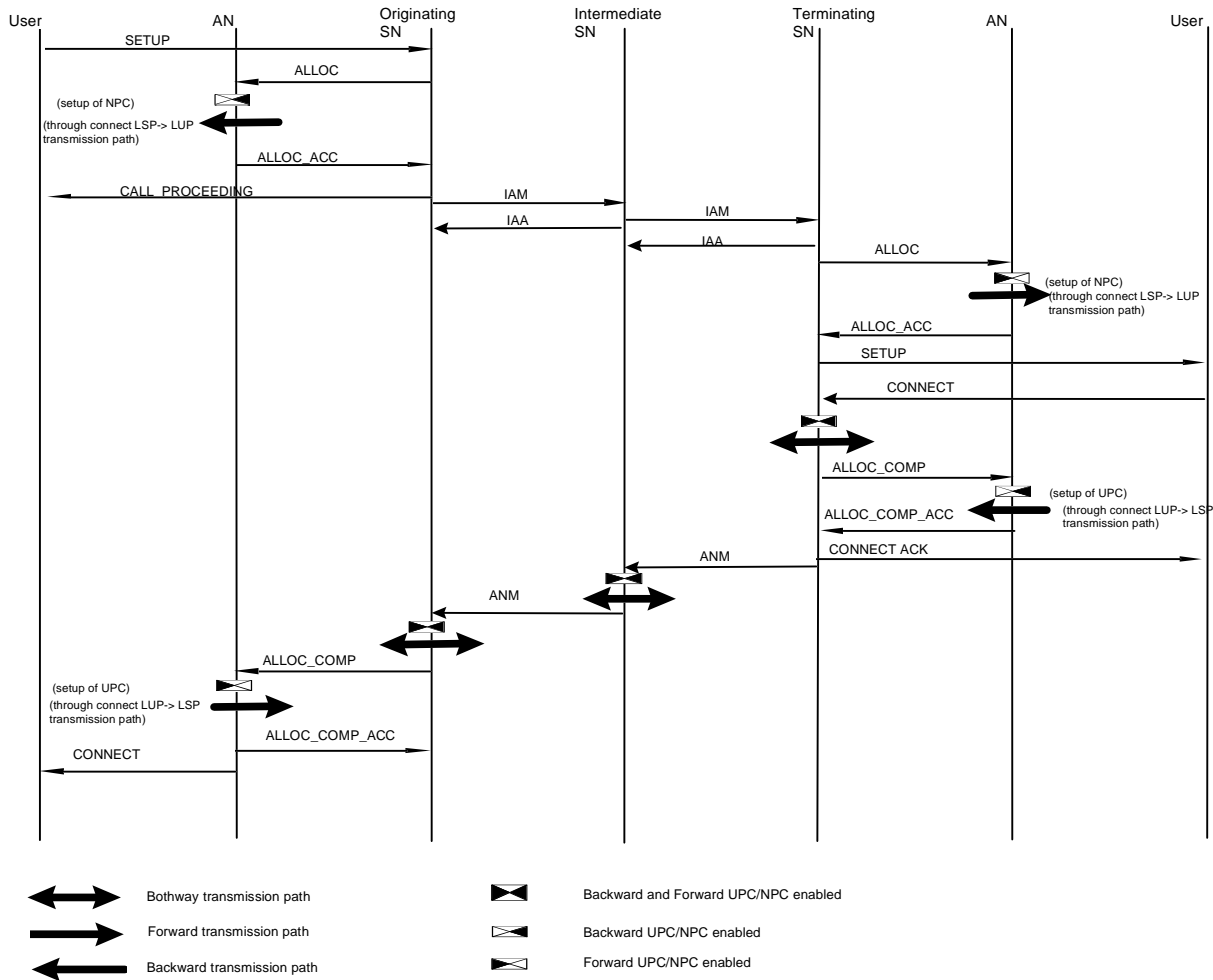 User
AN
Originating
SN
Intermediate
SN
Terminating
SN
AN
User
SETUP
ALLOC
(setup of NPC)
(through connect LSP-> LUP
transmission path)
ALLOC_ACC
CALL_PROCEEDING
IAM
IAM
IAA
IAA
ALLOC
(setup of NPC)
(through connect LSP-> LUP
transmission path)
ALLOC_ACC
SETUP
CONNECT
ALLOC_COMP
(setup of UPC)
(through connect LUP-> LSP
transmission path)
ALLOC_COMP_ACC
CONNECT ACK
ANM
ANM
ALLOC_COMP
(setup of UPC)
(through connect LUP-> LSP
transmission path)
ALLOC_COMP_ACC
CONNECT
Bothway transmission path
Backward and Forward UPC/NPC enabled
Forward transmission path
Backward UPC/NPC enabled
Backward transmission path
Forward UPC/NPC enabled